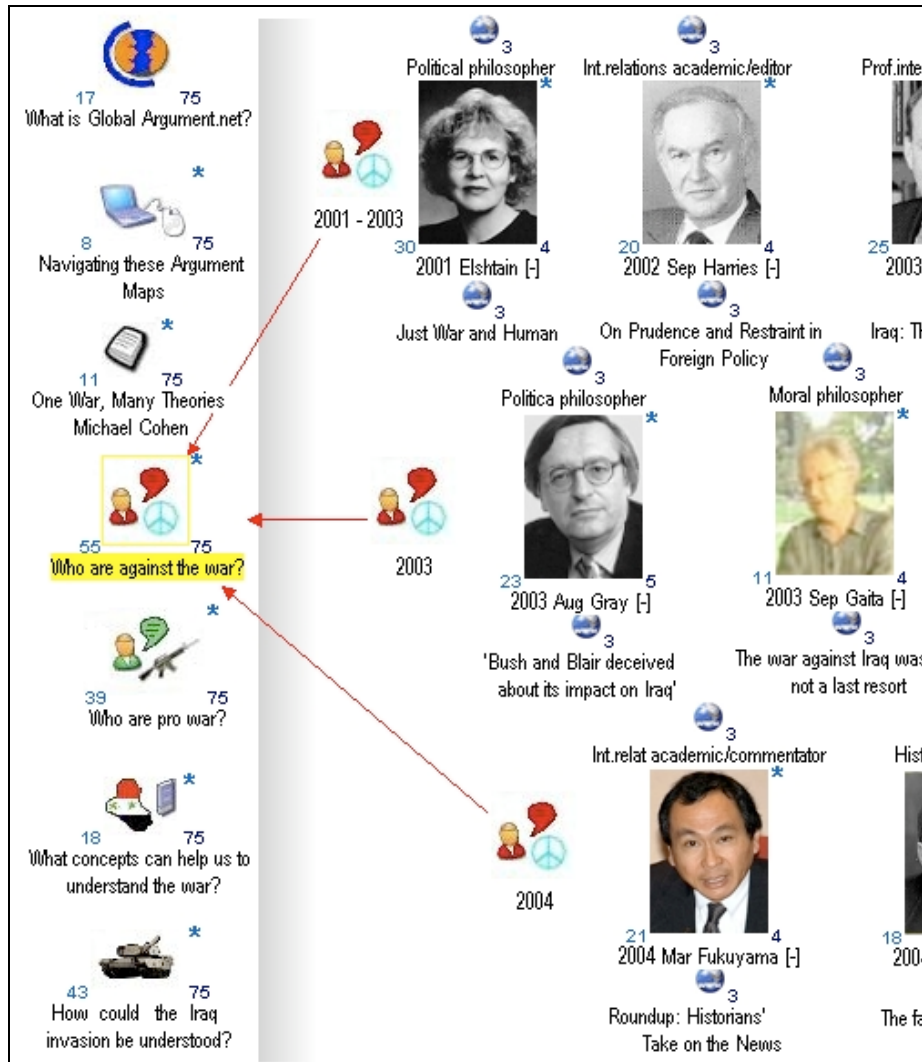 17 75
What is Global Argument.net?
*
8 75
Navigating these Argument
Maps
*
11 75
One War, Many Theories
Michael Cohen
*
55 75
Who are against the war?
*
39 75
Who are pro war?
*
18 75
What concepts can help us to
understand the war?
*
43 75
How could the Iraq
invasion be understood?
2001 - 2003
3
Political philosopher
*
30 4
2001 Elshtain [-]
3
Just War and Human
3
Int.relations academic/editor
*
20 4
2002 Sep Harries [-]
3
On Prudence and Restraint in
Foreign Policy
Prof.inte
25
2003
Iraq: Th
2003
3
Politica philosopher
*
23 5
2003 Aug Gray [-]
3
'Bush and Blair deceived
about its impact on Iraq'
3
Moral philosopher
*
11 4
2003 Sep Gaita [-]
3
The war against Iraq was
not a last resort
2004
3
Int.relat academic/commentator
*
21 4
2004 Mar Fukuyama [-]
3
Roundup: Historians'
Take on the News
Hist
18
2004
The fa